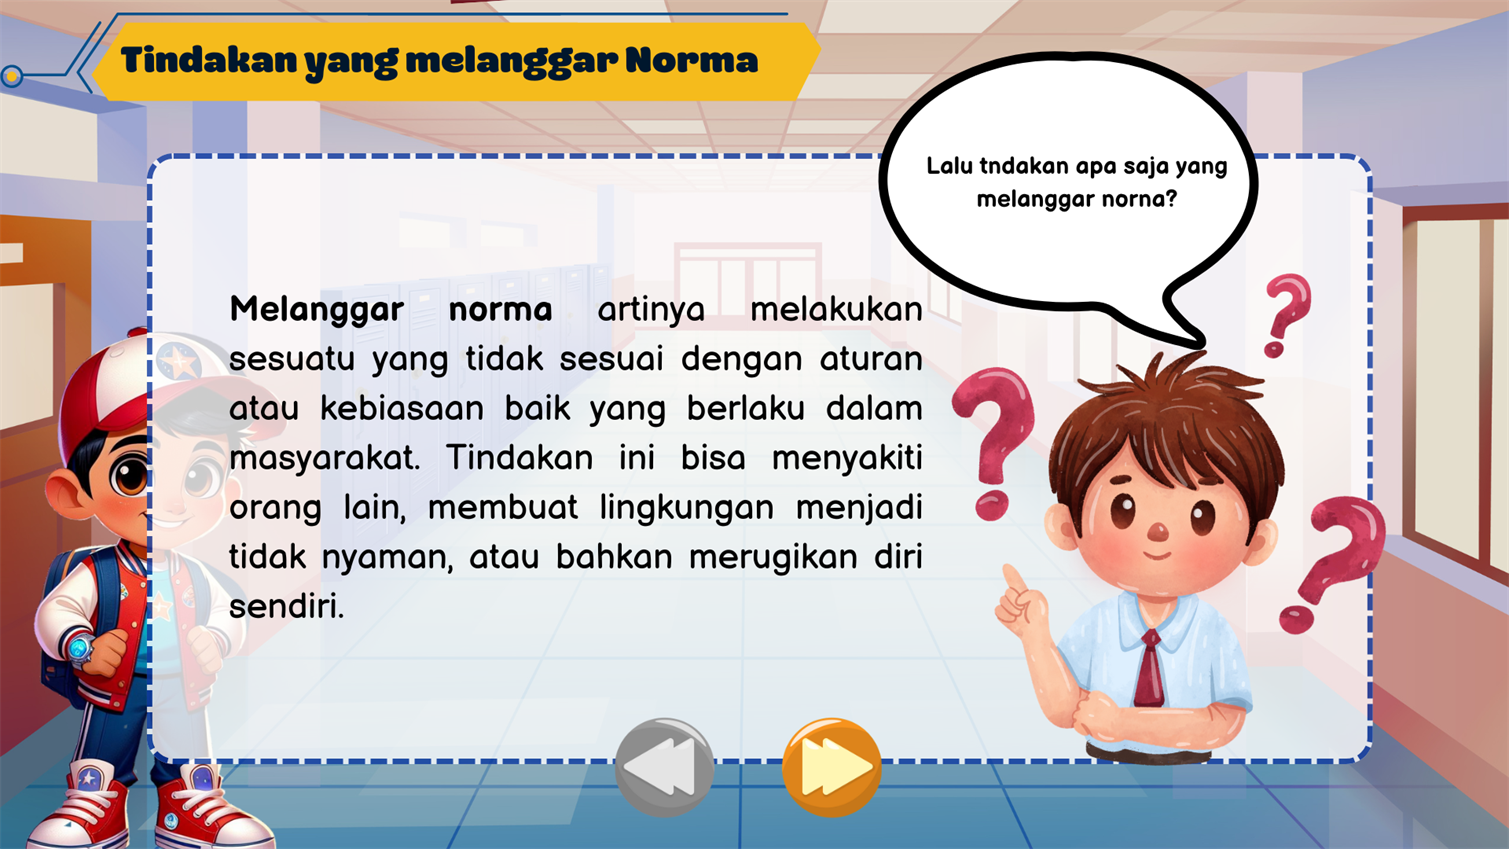 Tindakan yang melanggar Norma
Lalu tndakan apa saja yang
melanggar norna?
Melanggar norma artinya melakukan
sesuatu yang tidak sesuai dengan aturan
atau kebiasaan baik yang berlaku dalam
masyarakat. Tindakan ini bisa menyakiti
orang lain, membuat lingkungan menjadi
tidak nyaman, atau bahkan merugikan diri
sendiri.